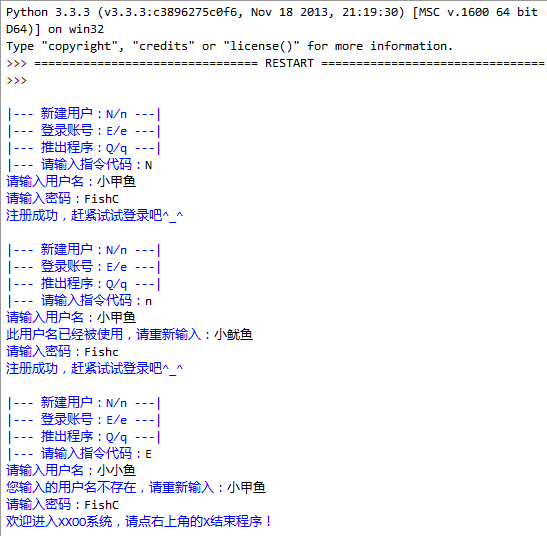 Python 3.3.3 (v3.3.3:c3896275c0f6, Nov 18 2013, 21:19:30) [MSC v.1600 64 bit
D64)] on win32
Type "copyright", "credits" or "license()" for more information.
>>> ================================ RESTART ================================
>>>
|--- 新建用户：N/n ---|
|--- 登录账号：E/e ---|
|--- 推出程序：Q/q ---|
|--- 请输入指令代码：N
请输入用户名：小甲鱼
请输入密码：FishC
注册成功，赶紧试试登录吧^_^
|--- 新建用户：N/n ---|
|--- 登录账号：E/e ---|
|--- 推出程序：Q/q ---|
|--- 请输入指令代码：n
请输入用户名：小甲鱼
此用户名已经被使用，请重新输入：小鱿鱼
请输入密码：Fishc
注册成功，赶紧试试登录吧^_^
|--- 新建用户：N/n ---|
|--- 登录账号：E/e ---|
|--- 推出程序：Q/q ---|
|--- 请输入指令代码：E
请输入用户名：小小鱼
您输入的用户名不存在，请重新输入：小甲鱼
请输入密码：FishC
欢迎进入XXOO系统，请点右上角的X结束程序！